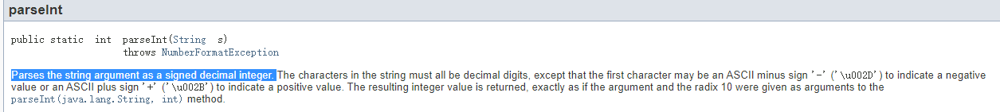 parseInt
public static int parseInt(String s)
throws NumberFormatException
Parses the string argument as a signed decimal integer. The characters in the string must all be decimal digits, except that the first character may be an ASCII minus sign '-' ('\u002D') to indicate a negative
value or an ASCII plus sign '+' ('\u002B') to indicate a positive value. The resulting integer value is returned, exactly as if the argument and the radix 10 were given as arguments to the
parseInt(java.lang.String, int) method.